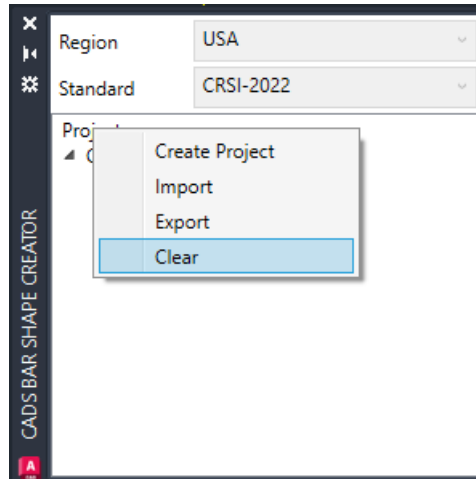 Region
USA
Standard
CRSI-2022
Create Project
Import
Export
Clear
CADS BAR SHAPE CREATOR